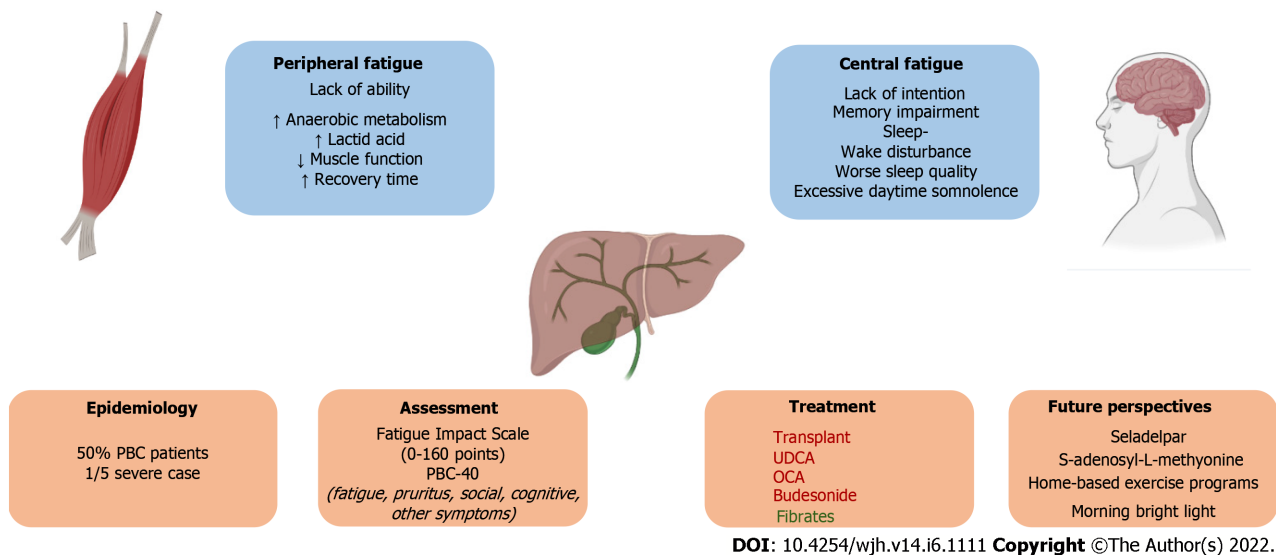 Peripheral fatigue
Lack of ability
↑ Anaerobic metabolism
↑ Lactid acid
↓ Muscle function
↑ Recovery time
Central fatigue
Lack of intention
Memory impairment
Sleep-
Wake disturbance
Worse sleep quality
Excessive daytime somnolence
Epidemiology
50% PBC patients
1/5 severe case
Assessment
Fatigue Impact Scale
(0-160 points)
PBC-40
(fatigue, pruritus, social, cognitive,
other symptoms)
Treatment
Transplant
UDCA
OCA
Budesonide
Fibrates
Future perspectives
Seladelpar
S-adenosyl-L-methyonine
Home-based exercise programs
Morning bright light
DOI: 10.4254/wjh.v14.i6.1111 Copyright ©The Author(s) 2022.